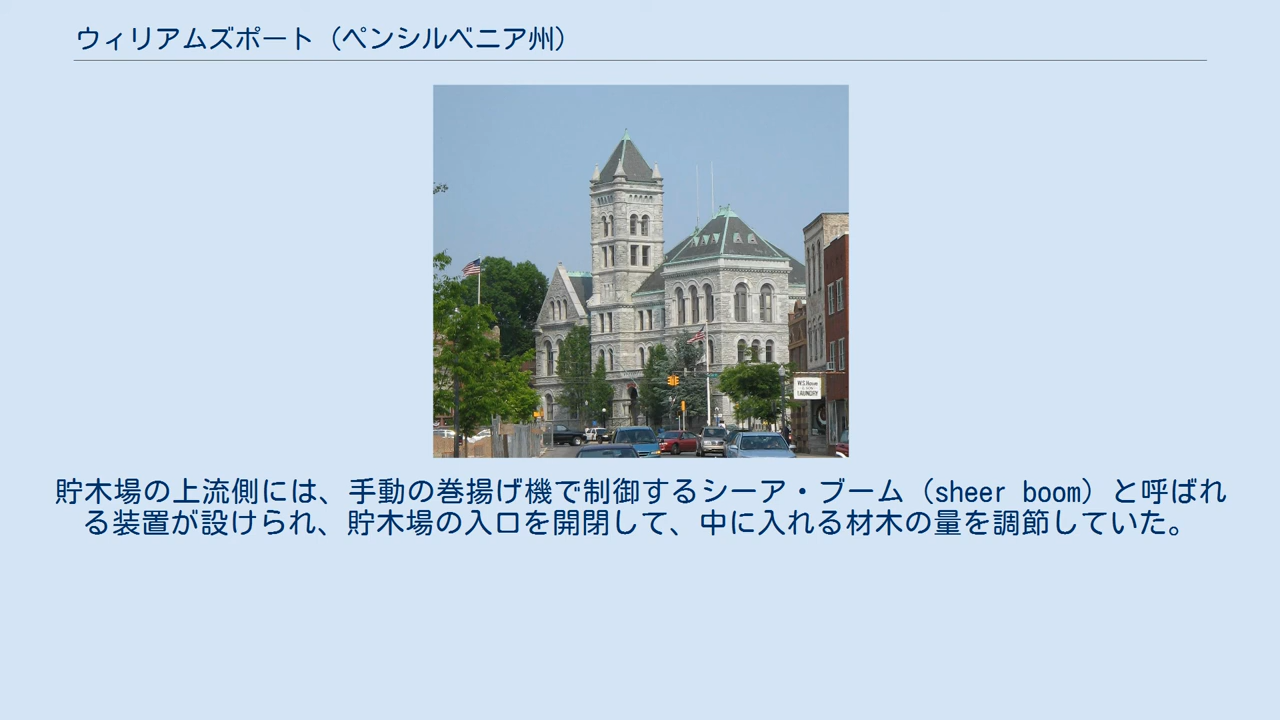 ウィリアムズポート（ペンシルベニア州）
W.S. House
LAUNDRY
貯木場の上流側には、手動の巻揚げ機で制御するシーア・ブーム（sheer boom）と呼ばれ
る装置が設けられ、貯木場の入口を開閉して、中に入れる材木の量を調節していた。